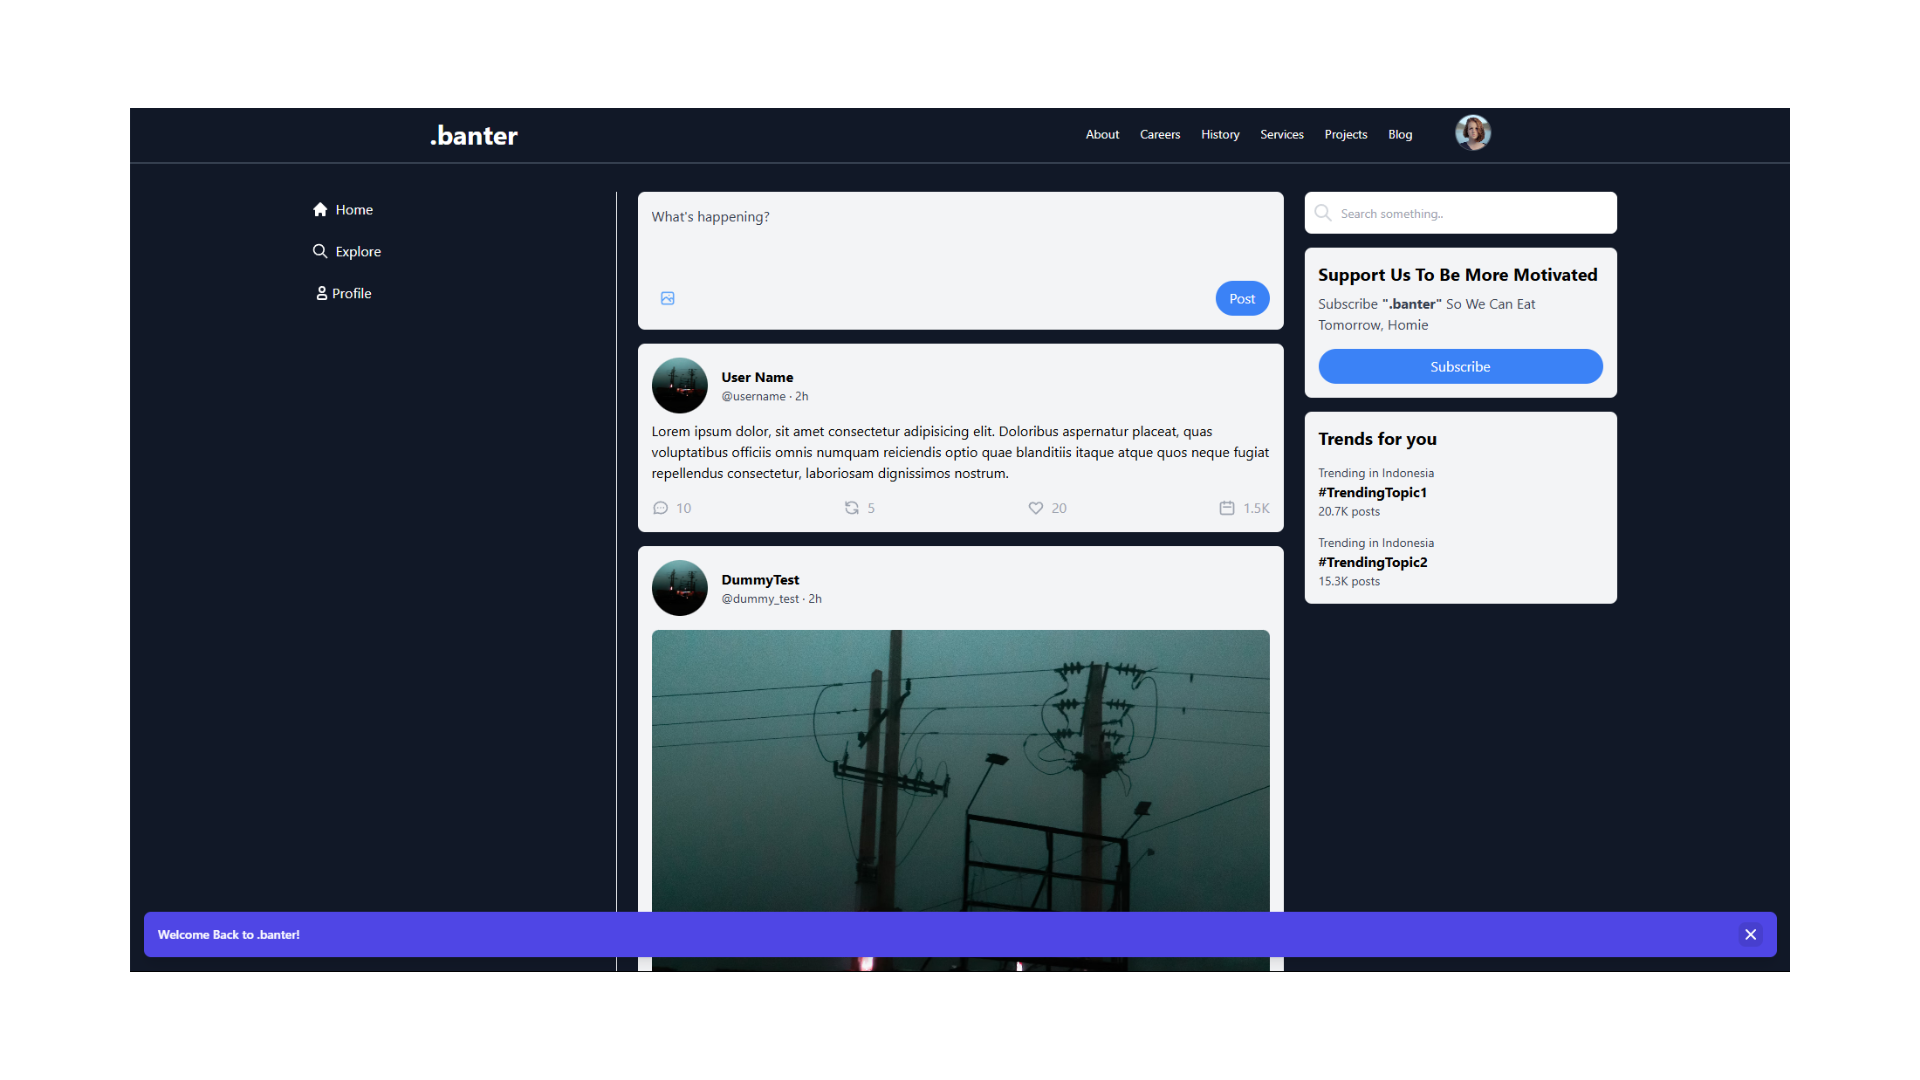 .banter
About Careers History Services Projects Blog
Home
Explore
Profile
What's happening?
Post
User Name
@username · 2h
Lorem ipsum dolor, sit amet consectetur adipisicing elit. Doloribus aspernatur placeat, quas
voluptatibus officiis omnis numquam reiciendis optio quae blanditiis itaque atque quos neque fugiat
repellendus consectetur, laboriosam dignissimos nostrum.
10 5 20 1.5K
DummyTest
@dummy_test · 2h
Search something..
Support Us To Be More Motivated
Subscribe ".banter" So We Can Eat
Tomorrow, Homie
Subscribe
Trends for you
Trending in Indonesia
#TrendingTopic1
20.7K posts
Trending in Indonesia
#TrendingTopic2
15.3K posts
Welcome Back to .banter!